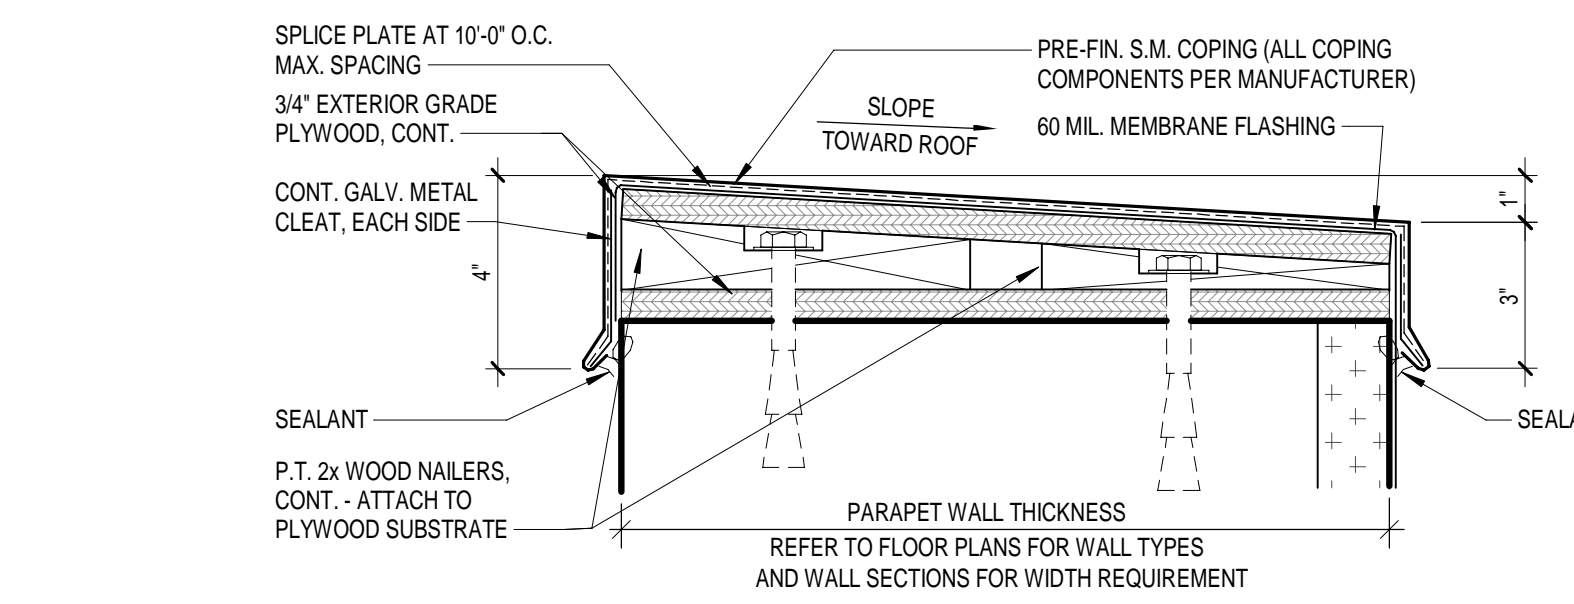 SPLICE PLATE AT 10'-0" O.C.
MAX. SPACING
3/4" EXTERIOR GRADE
PLYWOOD, CONT.
CONT. GALV. METAL
CLEAT, EACH SIDE
4"
SEALANT
P.T. 2x WOOD NAILERS,
CONT. - ATTACH TO
PLYWOOD SUBSTRATE
SLOPE
TOWARD ROOF
PRE-FIN. S.M. COPING (ALL COPING
COMPONENTS PER MANUFACTURER)
60 MIL. MEMBRANE FLASHING
1"
3"
PARAPET WALL THICKNESS
REFER TO FLOOR PLANS FOR WALL TYPES
AND WALL SECTIONS FOR WIDTH REQUIREMENT